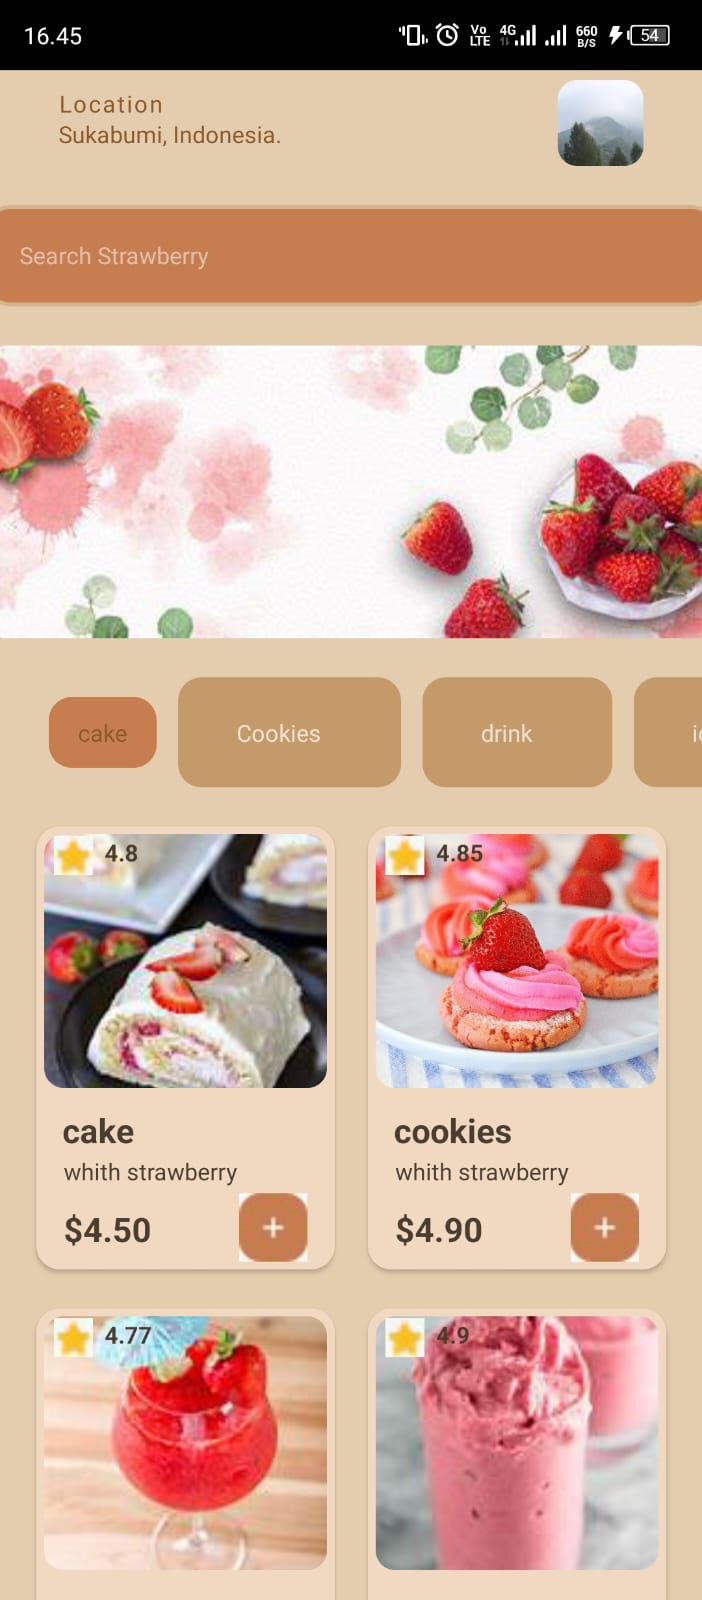 16.45
Vo LTE 4G 660 B/S 54
Location
Sukabumi, Indonesia.
Search Strawberry
cake Cookies drink
4.8 4.85
cake cookies
whith strawberry whith strawberry
$4.50 + $4.90 +
4.77 4.9